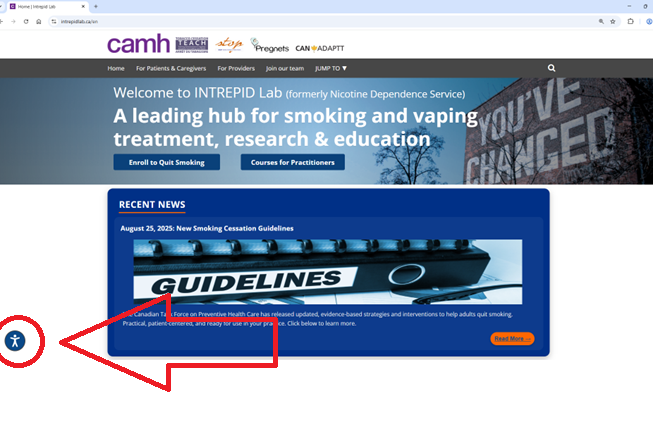 Home | Intrepid Lab
intrepidlab.ca/en
camh
TEACH
stop
Pregnets
CAN ADAPTT
Home
For Patients & Caregivers
For Providers
Join our team
JUMP TO ▼
Welcome to INTREPID Lab (formerly Nicotine Dependence Service)
A leading hub for smoking and vaping
treatment, research & education
YOU'VE
CHANGED
Enroll to Quit Smoking
Courses for Practitioners
RECENT NEWS
August 25, 2025: New Smoking Cessation Guidelines
GUIDELINES
Canadian Task Force on Preventive Health Care has released updated, evidence-based strategies and interventions to help adults quit smoking.
Practical, patient-centered, and ready for use in your practice. Click below to learn more.
Read More